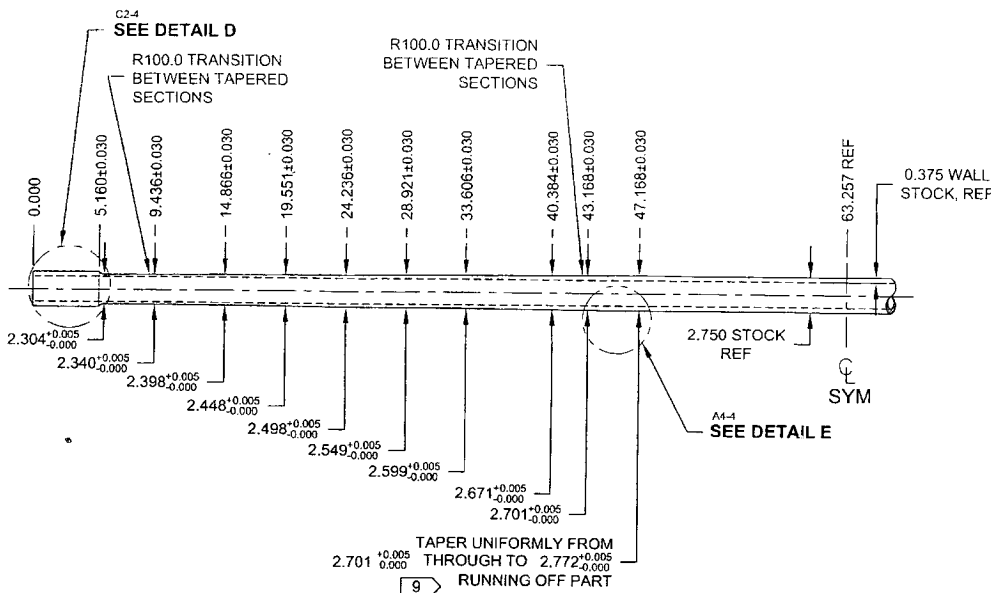 C2-4
SEE DETAIL D
R100.0 TRANSITION
BETWEEN TAPERED
SECTIONS
R100.0 TRANSITION
BETWEEN TAPERED
SECTIONS
0.000
5.160±0.030
9.436±0.030
14.866±0.030
19.551±0.030
24.236±0.030
28.921±0.030
33.606±0.030
40.384±0.030
43.168±0.030
47.168±0.030
63.257 REF
0.375 WALL
STOCK, REF
2.304 +0.005 -0.000
2.340 +0.005 -0.000
2.398 +0.005 -0.000
2.448 +0.005 -0.000
2.498 +0.005 -0.000
2.549 +0.005 -0.000
2.599 +0.005 -0.000
2.671 +0.005 -0.000
2.701 +0.005 -0.000
2.750 STOCK
REF
℄
SYM
A4-4
SEE DETAIL E
TAPER UNIFORMLY FROM
2.701 +0.005 0.000 THROUGH TO 2.772 +0.005 -0.000
9 RUNNING OFF PART